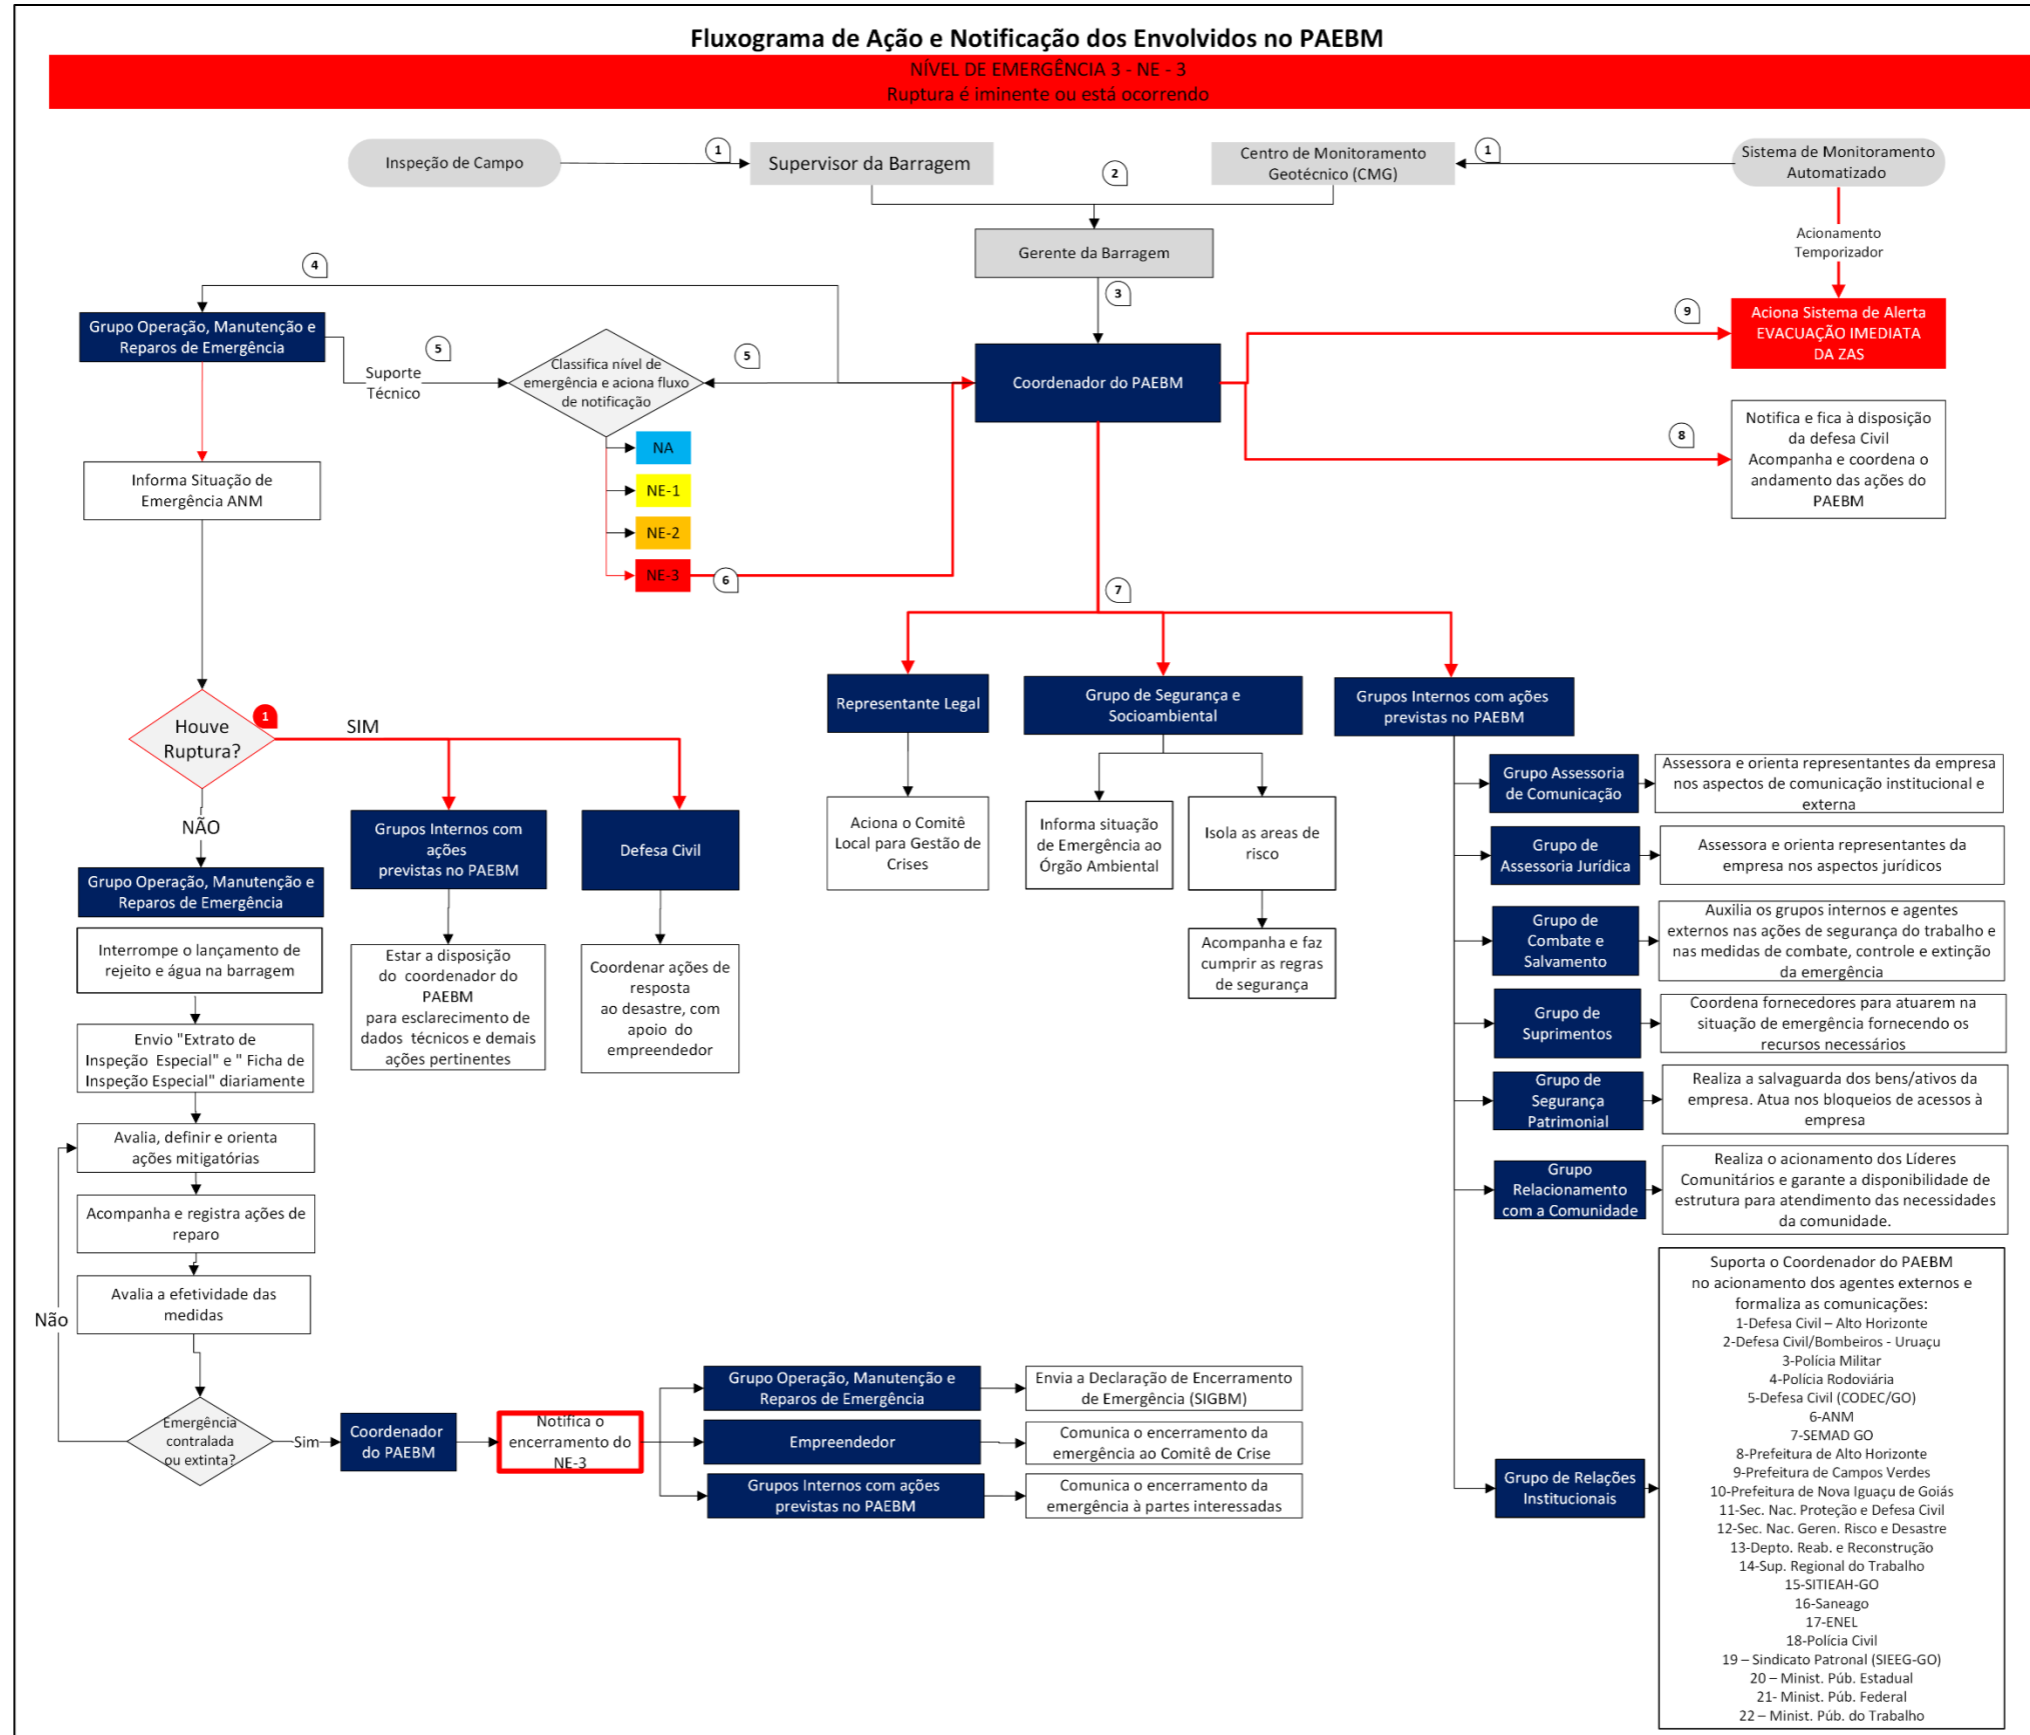 Fluxograma de Ação e Notificação dos Envolvidos no PAEBM
NÍVEL DE EMERGÊNCIA 3 - NE - 3
Ruptura é iminente ou está ocorrendo
Inspeção de Campo
1
Supervisor da Barragem
2
Centro de Monitoramento
Geotécnico (CMG)
1
Sistema de Monitoramento
Automatizado
Acionamento
Temporizador
Gerente da Barragem
3
4
Grupo Operação, Manutenção e
Reparos de Emergência
5
Suporte
Técnico
Classifica nível de
emergência e aciona fluxo
de notificação
5
Coordenador do PAEBM
9
Aciona Sistema de Alerta
EVACUAÇÃO IMEDIATA
DA ZAS
8
Notifica e fica à disposição
da defesa Civil
Acompanha e coordena o
andamento das ações do
PAEBM
NA
NE-1
NE-2
NE-3
6
Informa Situação de
Emergência ANM
7
Houve
Ruptura?
1
SIM
NÃO
Grupos Internos com
ações
previstas no PAEBM
Defesa Civil
Estar a disposição
do coordenador do
PAEBM
para esclarecimento de
dados técnicos e demais
ações pertinentes
Coordenar ações de
resposta
ao desastre, com
apoio do
empreendedor
Representante Legal
Aciona o Comitê
Local para Gestão de
Crises
Grupo de Segurança e
Socioambiental
Informa situação
de Emergência ao
Órgão Ambiental
Isola as areas de
risco
Acompanha e faz
cumprir as regras
de segurança
Grupos Internos com ações
previstas no PAEBM
Grupo Assessoria
de Comunicação
Assessora e orienta representantes da empresa
nos aspectos de comunicação institucional e
externa
Grupo de
Assessoria Jurídica
Assessora e orienta representantes da
empresa nos aspectos jurídicos
Grupo de
Combate e
Salvamento
Auxilia os grupos internos e agentes
externos nas ações de segurança do trabalho e
nas medidas de combate, controle e extinção
da emergência
Grupo de
Suprimentos
Coordena fornecedores para atuarem na
situação de emergência fornecendo os
recursos necessários
Grupo de
Segurança
Patrimonial
Realiza a salvaguarda dos bens/ativos da
empresa. Atua nos bloqueios de acessos à
empresa
Grupo
Relacionamento
com a Comunidade
Realiza o acionamento dos Líderes
Comunitários e garante a disponibilidade de
estrutura para atendimento das necessidades
da comunidade.
Grupo de Relações
Institucionais
Suporta o Coordenador do PAEBM
no acionamento dos agentes externos e
formaliza as comunicações:
1-Defesa Civil – Alto Horizonte
2-Defesa Civil/Bombeiros - Uruaçu
3-Polícia Militar
4-Polícia Rodoviária
5-Defesa Civil (CODEC/GO)
6-ANM
7-SEMAD GO
8-Prefeitura de Alto Horizonte
9-Prefeitura de Campos Verdes
10-Prefeitura de Nova Iguaçu de Goiás
11-Sec. Nac. Proteção e Defesa Civil
12-Sec. Nac. Geren. Risco e Desastre
13-Depto. Reab. e Reconstrução
14-Sup. Regional do Trabalho
15-SITIEAH-GO
16-Saneago
17-ENEL
18-Polícia Civil
19 – Sindicato Patronal (SIEEG-GO)
20 – Minist. Púb. Estadual
21- Minist. Púb. Federal
22 – Minist. Púb. do Trabalho
Grupo Operação, Manutenção e
Reparos de Emergência
Interrompe o lançamento de
rejeito e água na barragem
Envio "Extrato de
Inspeção Especial" e " Ficha de
Inspeção Especial" diariamente
Avalia, definir e orienta
ações mitigatórias
Acompanha e registra ações de
reparo
Avalia a efetividade das
medidas
Não
Emergência
contralada
ou extinta?
Sim
Coordenador
do PAEBM
Notifica o
encerramento do
NE-3
Grupo Operação, Manutenção e
Reparos de Emergência
Envia a Declaração de Encerramento
de Emergência (SIGBM)
Empreendedor
Comunica o encerramento da
emergência ao Comitê de Crise
Grupos Internos com ações
previstas no PAEBM
Comunica o encerramento da
emergência à partes interessadas